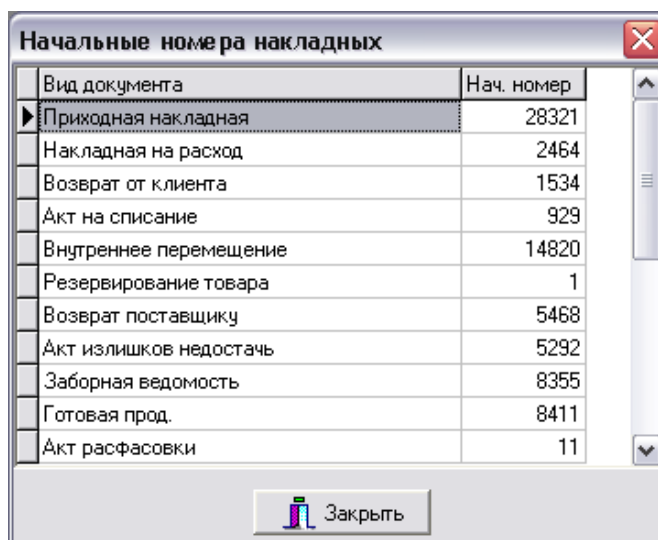 Начальные номера накладных
Вид документа Нач. номер
Приходная накладная 28321
Накладная на расход 2464
Возврат от клиента 1534
Акт на списание 929
Внутреннее перемещение 14820
Резервирование товара 1
Возврат поставщику 5468
Акт излишков недостачь 5292
Заборная ведомость 8355
Готовая прод. 8411
Акт расфасовки 11
Закрыть